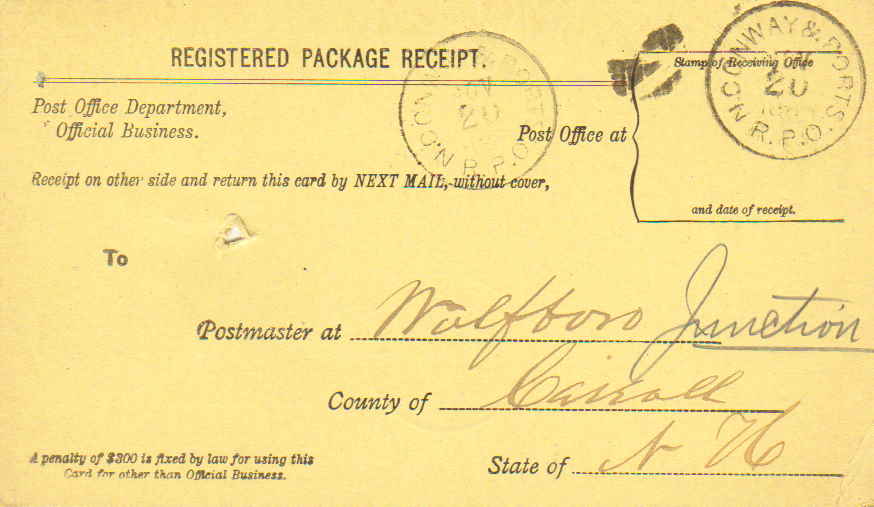 REGISTERED PACKAGE RECEIPT.
N. CONWAY & PORTS. R. P. O.
20
Stamp of Receiving Office
N. CONWAY & PORTS. R. P. O.
20
Post Office Department,
Official Business.
Post Office at
Receipt on other side and return this card by NEXT MAIL, without cover,
and date of receipt.
To
Postmaster at Wolfboro Junction
County of Carroll
State of N H
A penalty of $300 is fixed by law for using this
Card for other than Official Business.